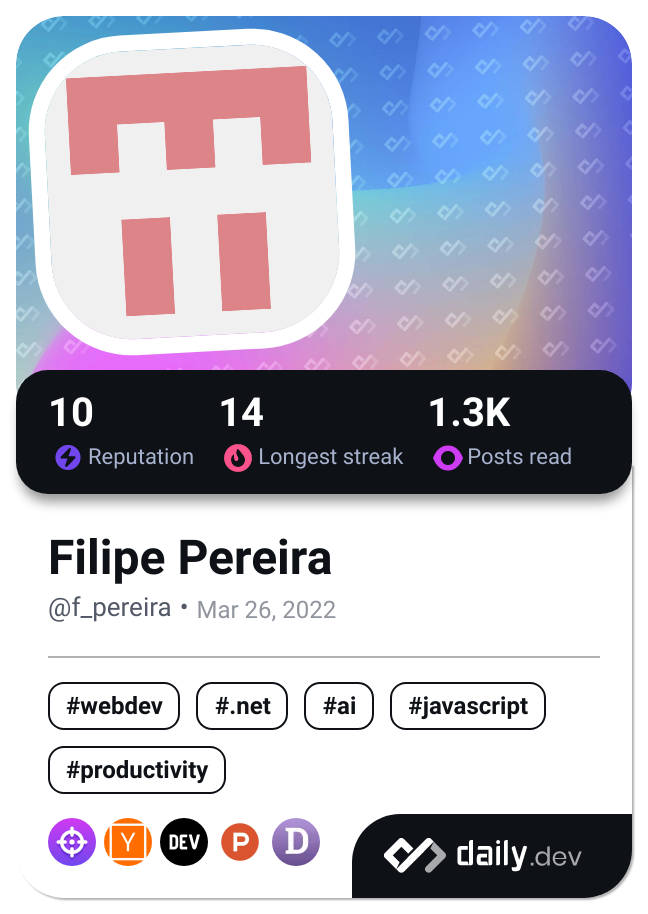 10 14 1.3K
Reputation Longest streak Posts read
Filipe Pereira
@f_pereira • Mar 26, 2022
#webdev #.net #ai #javascript
#productivity
Y DEV P D
daily.dev